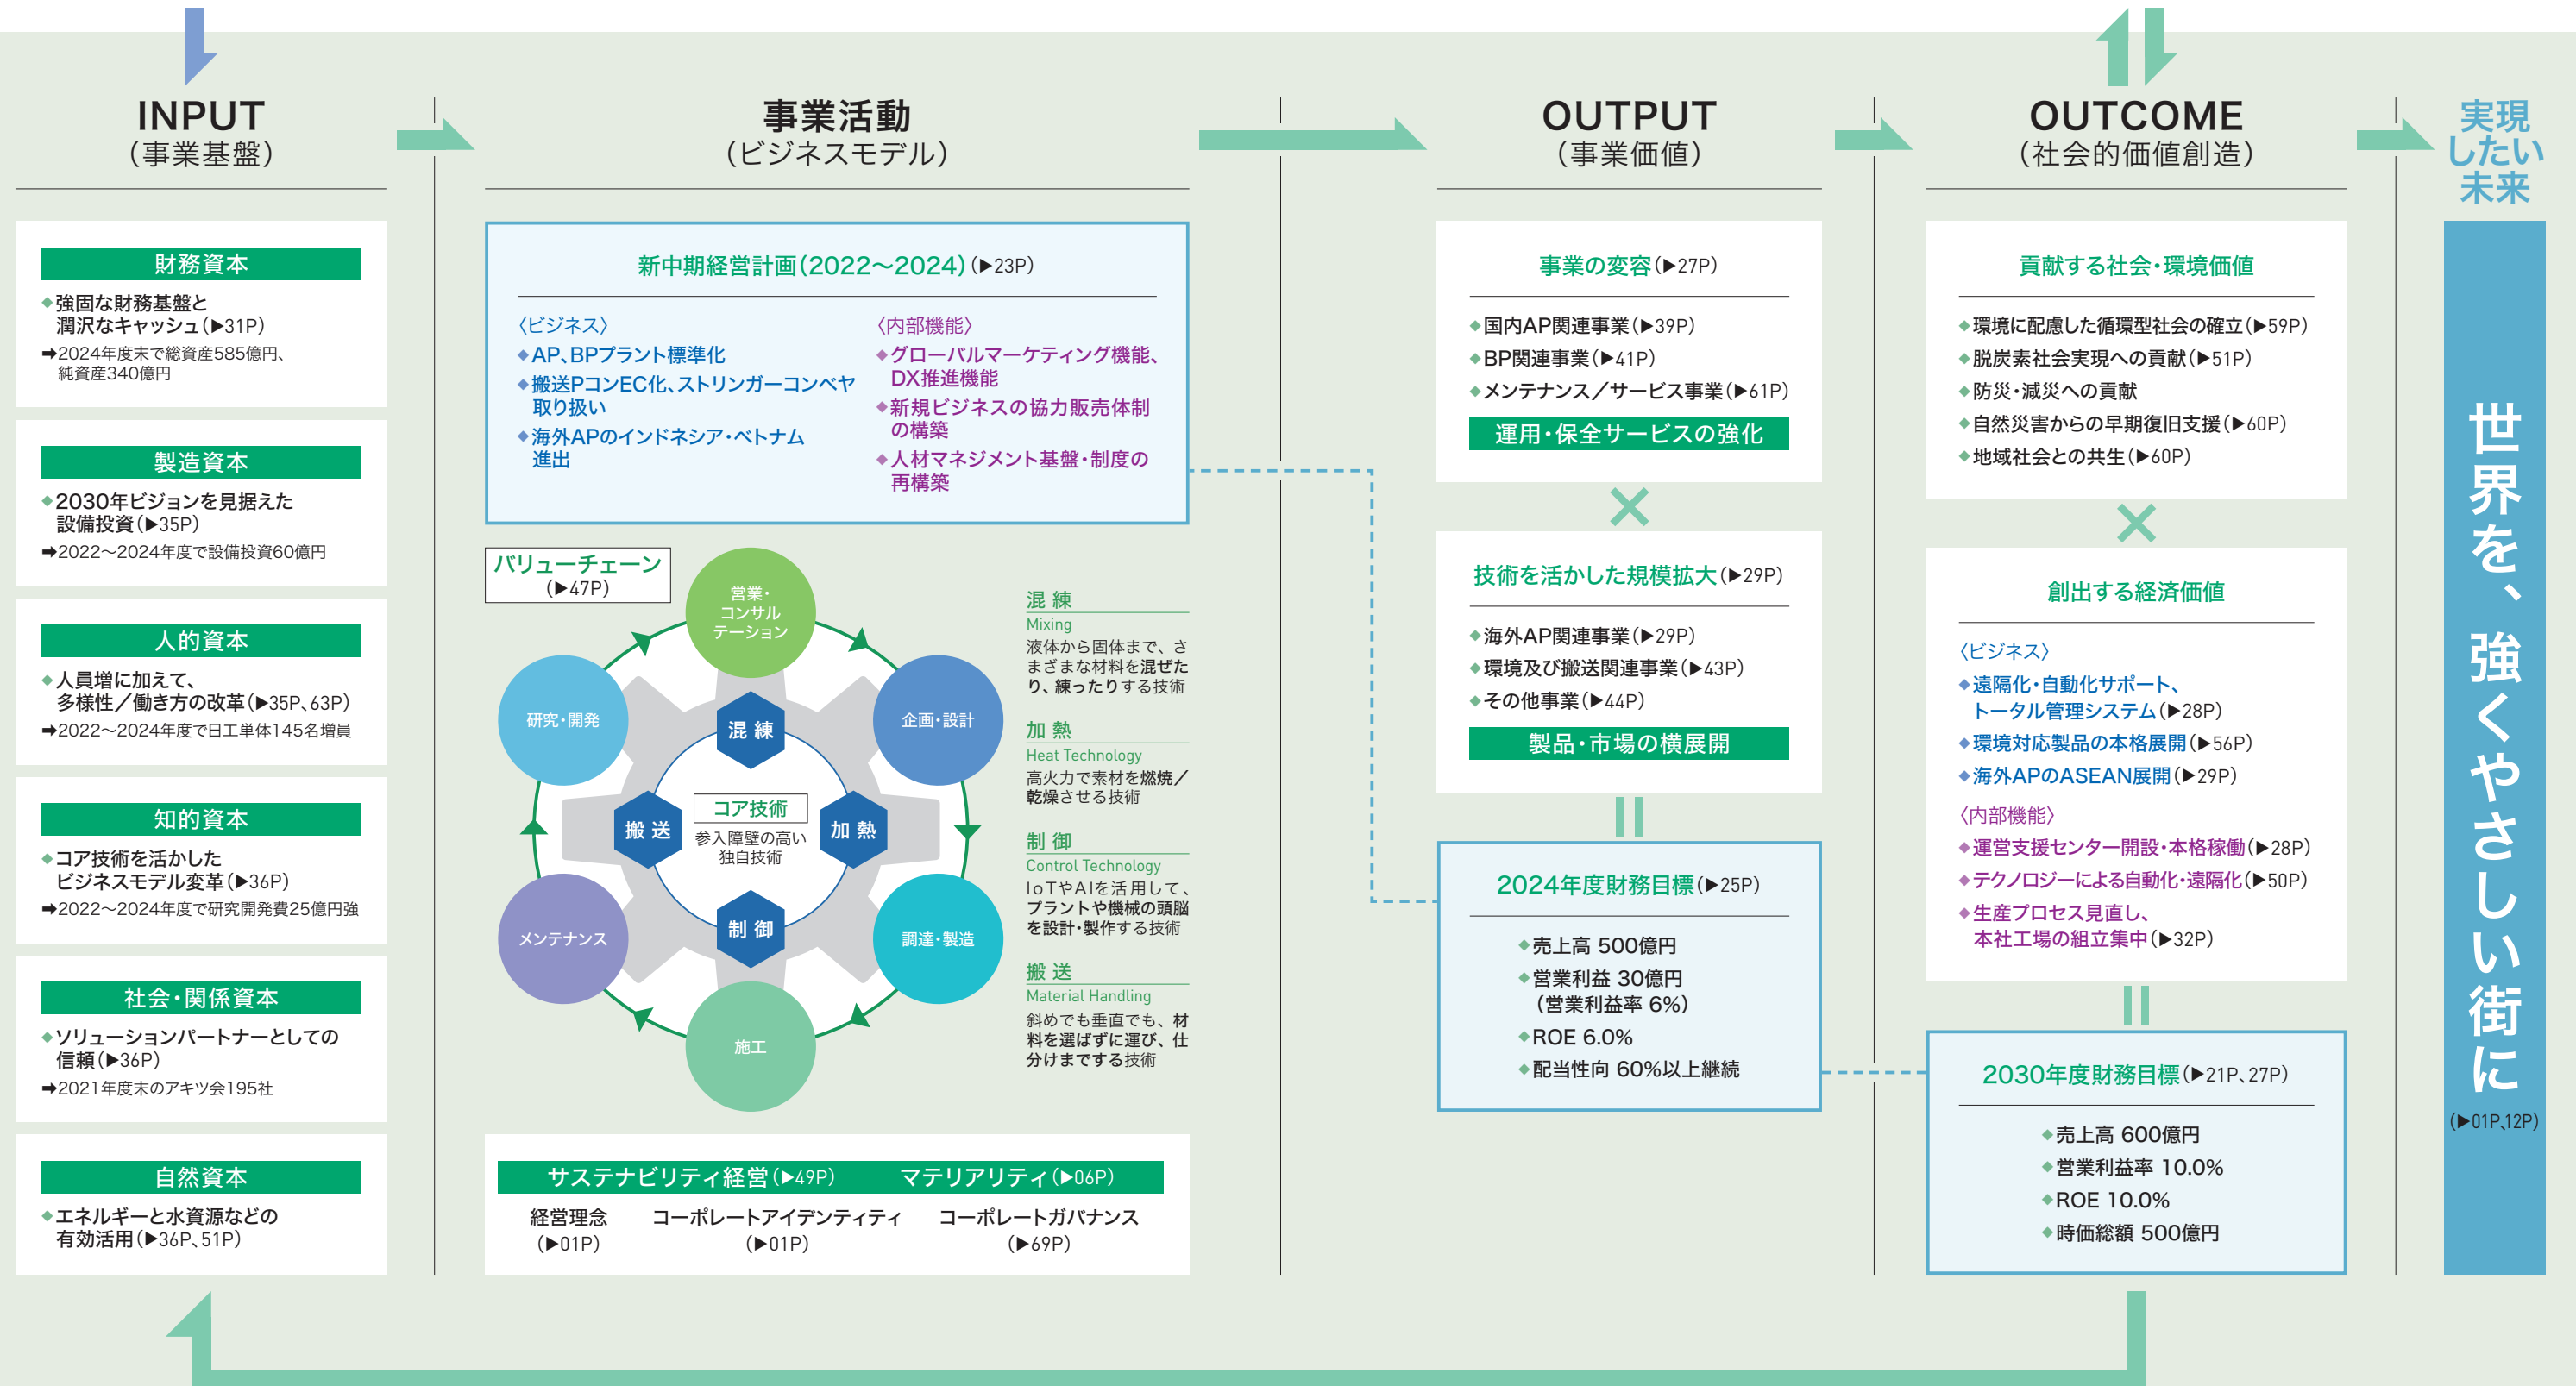 INPUT
（事業基盤）
財務資本
◆強固な財務基盤と
潤沢なキャッシュ（▶31P）
➡2024年度末で総資産585億円、
純資産340億円
製造資本
◆2030年ビジョンを見据えた
設備投資（▶35P）
➡2022～2024年度で設備投資60億円
人的資本
◆人員増に加えて、
多様性／働き方の改革（▶35P、63P）
➡2022～2024年度で日工単体145名増員
知的資本
◆コア技術を活かした
ビジネスモデル変革（▶36P）
➡2022～2024年度で研究開発費25億円強
社会・関係資本
◆ソリューションパートナーとしての
信頼（▶36P）
➡2021年度末のアキツ会195社
自然資本
◆エネルギーと水資源などの
有効活用（▶36P、51P）
事業活動
（ビジネスモデル）
新中期経営計画（2022～2024）（▶23P）
〈ビジネス〉
◆AP、BPプラント標準化
◆搬送PコンEC化、ストリンガーコンベヤ
取り扱い
◆海外APのインドネシア・ベトナム
進出
〈内部機能〉
◆グローバルマーケティング機能、
DX推進機能
◆新規ビジネスの協力販売体制
の構築
◆人材マネジメント基盤・制度の
再構築
バリューチェーン
（▶47P）
営業・
コンサル
テーション
企画・設計
調達・製造
施工
メンテナンス
研究・開発
混練
加熱
制御
搬送
コア技術
参入障壁の高い
独自技術
混練
Mixing
液体から固体まで、さ
まざまな材料を混ぜた
り、練ったりする技術
加熱
Heat Technology
高火力で素材を燃焼／
乾燥させる技術
制御
Control Technology
IoTやAIを活用して、
プラントや機械の頭脳
を設計・製作する技術
搬送
Material Handling
斜めでも垂直でも、材
料を選ばずに運び、仕
分けまでする技術
サステナビリティ経営（▶49P） マテリアリティ（▶06P）
経営理念 コーポレートアイデンティティ コーポレートガバナンス
（▶01P） （▶01P） （▶69P）
OUTPUT
（事業価値）
事業の変容（▶27P）
◆国内AP関連事業（▶39P）
◆BP関連事業（▶41P）
◆メンテナンス／サービス事業（▶61P）
運用・保全サービスの強化
×
技術を活かした規模拡大（▶29P）
◆海外AP関連事業（▶29P）
◆環境及び搬送関連事業（▶43P）
◆その他事業（▶44P）
製品・市場の横展開
2024年度財務目標（▶25P）
◆売上高 500億円
◆営業利益 30億円
（営業利益率 6%）
◆ROE 6.0%
◆配当性向 60%以上継続
OUTCOME
（社会的価値創造）
貢献する社会・環境価値
◆環境に配慮した循環型社会の確立（▶59P）
◆脱炭素社会実現への貢献（▶51P）
◆防災・減災への貢献
◆自然災害からの早期復旧支援（▶60P）
◆地域社会との共生（▶60P）
×
創出する経済価値
〈ビジネス〉
◆遠隔化・自動化サポート、
トータル管理システム（▶28P）
◆環境対応製品の本格展開（▶56P）
◆海外APのASEAN展開（▶29P）
〈内部機能〉
◆運営支援センター開設・本格稼働（▶28P）
◆テクノロジーによる自動化・遠隔化（▶50P）
◆生産プロセス見直し、
本社工場の組立集中（▶32P）
2030年度財務目標（▶21P、27P）
◆売上高 600億円
◆営業利益率 10.0%
◆ROE 10.0%
◆時価総額 500億円
実現
したい
未来
世界を、強くやさしい街に
（▶01P、12P）